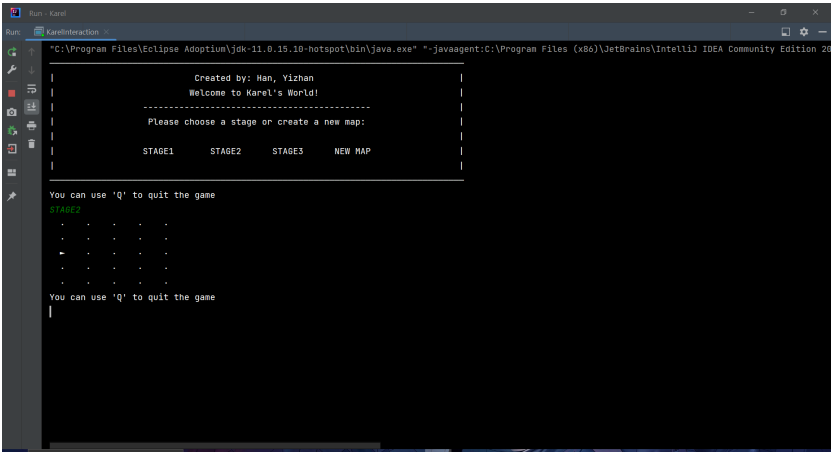 Run - Karel
Run: KarelInteraction
"C:\Program Files\Eclipse Adoptium\jdk-11.0.15.10-hotspot\bin\java.exe" "-javaagent:C:\Program Files (x86)\JetBrains\IntelliJ IDEA Community Edition 20
Created by: Han, Yizhan
Welcome to Karel's World!
Please choose a stage or create a new map:
STAGE1 STAGE2 STAGE3 NEW MAP
You can use 'Q' to quit the game
STAGE2
. . . . .
. . . . .
► . . . .
. . . . .
. . . . .
You can use 'Q' to quit the game